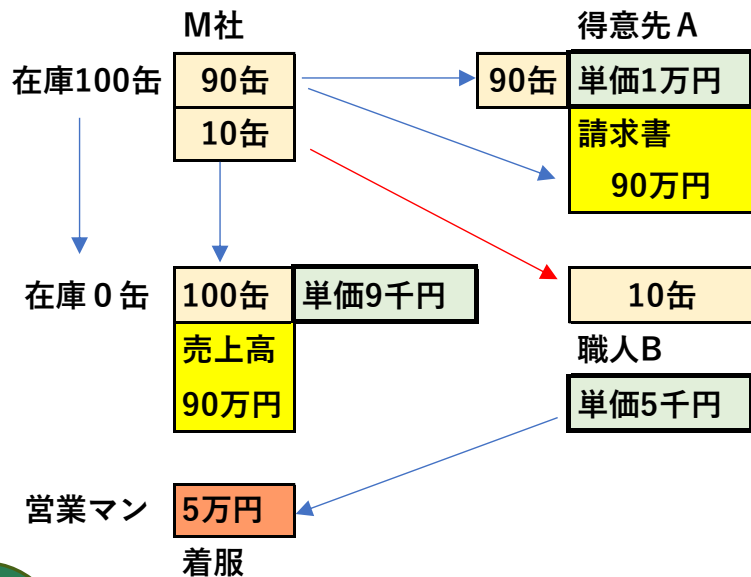 M社
得意先A
在庫100缶
90缶
90缶
単価1万円
10缶
請求書
90万円
在庫０缶
100缶
単価9千円
10缶
売上高
職人B
90万円
単価5千円
営業マン
5万円
着服